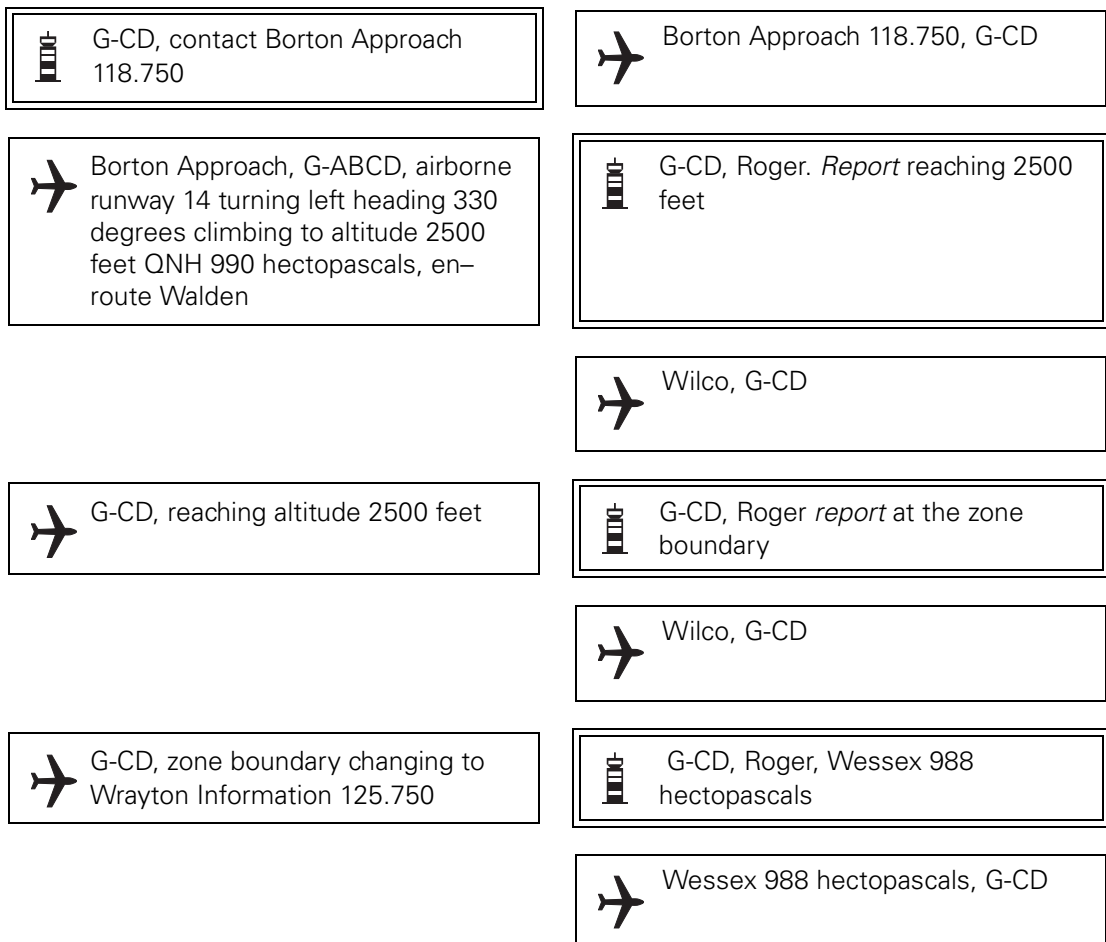 G-CD, contact Borton Approach
118.750
Borton Approach 118.750, G-CD
Borton Approach, G-ABCD, airborne
runway 14 turning left heading 330
degrees climbing to altitude 2500
feet QNH 990 hectopascals, en–
route Walden
G-CD, Roger. Report reaching 2500
feet
Wilco, G-CD
G-CD, reaching altitude 2500 feet
G-CD, Roger report at the zone
boundary
Wilco, G-CD
G-CD, zone boundary changing to
Wrayton Information 125.750
G-CD, Roger, Wessex 988
hectopascals
Wessex 988 hectopascals, G-CD